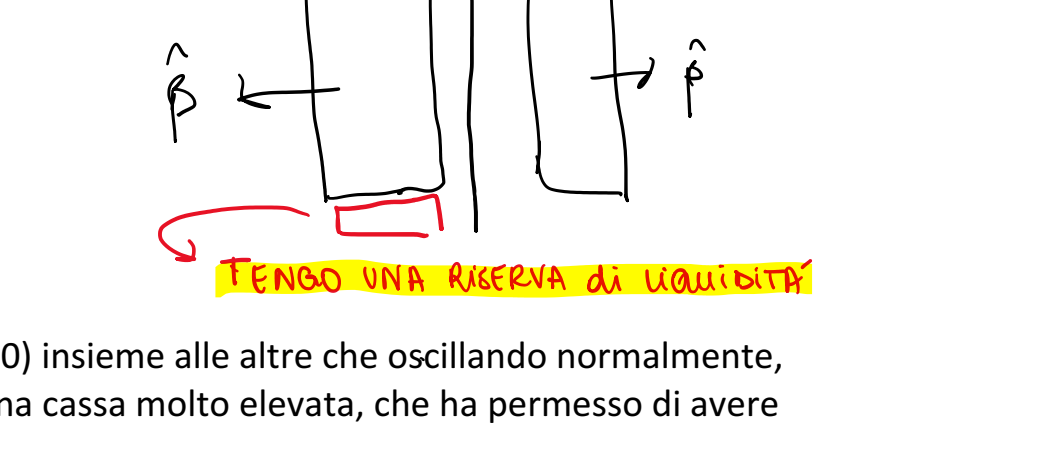 β̂
p̂
TENGO UNA RISERVA di LIQUIDITÁ
0) insieme alle altre che oscillando normalmente,
na cassa molto elevata, che ha permesso di avere